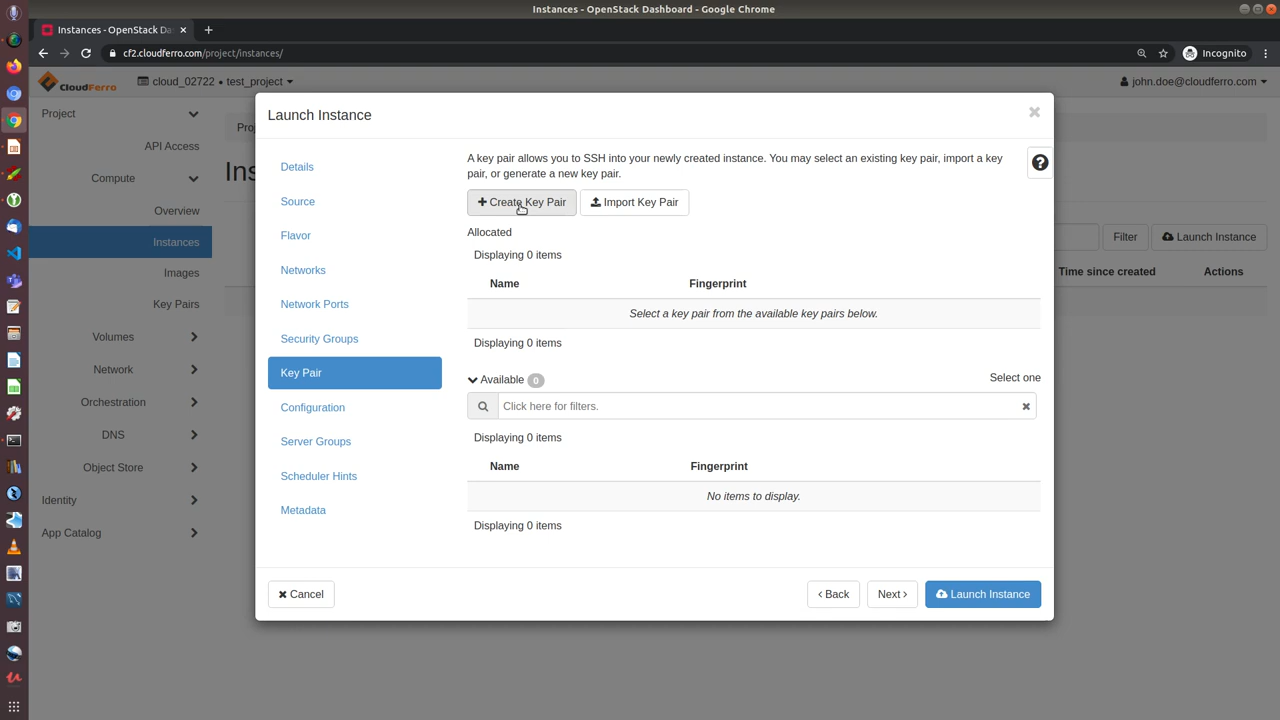 Instances - OpenStack Dashboard - Google Chrome
Instances - OpenStack Da
cf2.cloudferro.com/project/instances/
Incognito
CloudFerro
cloud_02722 • test_project
john.doe@cloudferro.com
Project
API Access
Compute
Overview
Instances
Images
Key Pairs
Volumes
Network
Orchestration
DNS
Object Store
Identity
App Catalog
Proj
Ins
Filter
Launch Instance
Time since created
Actions
Launch Instance
Details
Source
Flavor
Networks
Network Ports
Security Groups
Key Pair
Configuration
Server Groups
Scheduler Hints
Metadata
A key pair allows you to SSH into your newly created instance. You may select an existing key pair, import a key
pair, or generate a new key pair.
Create Key Pair
Import Key Pair
Allocated
Displaying 0 items
Name Fingerprint
Select a key pair from the available key pairs below.
Displaying 0 items
Available 0
Select one
Click here for filters.
Displaying 0 items
Name Fingerprint
No items to display.
Displaying 0 items
Cancel
Back
Next
Launch Instance